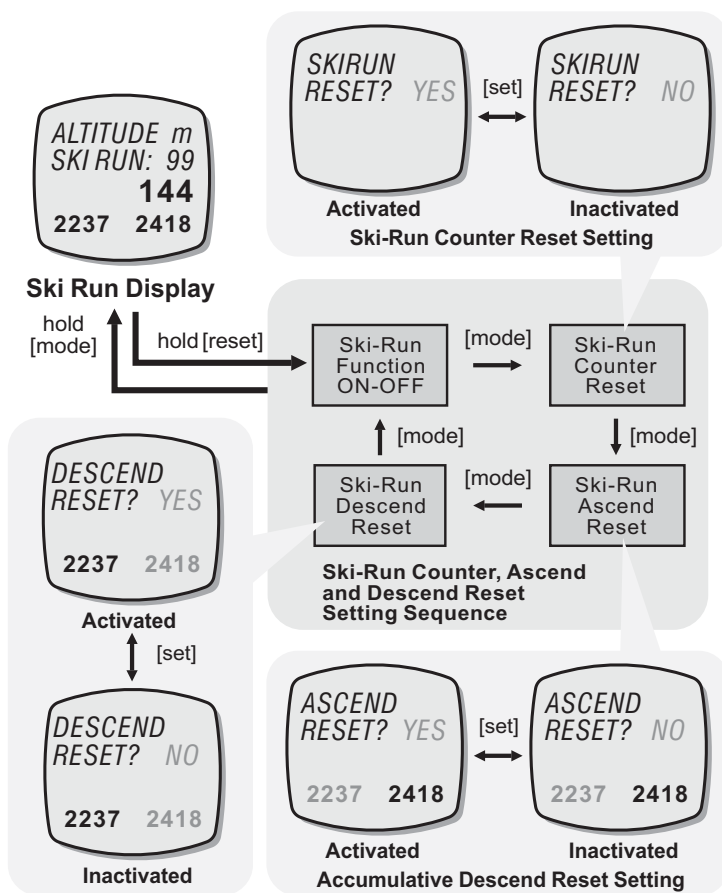 SKIRUN
RESET? YES
[set]
SKIRUN
RESET? NO
Activated
Inactivated
Ski-Run Counter Reset Setting
ALTITUDE m
SKI RUN: 99
144
2237 2418
Ski Run Display
hold
[mode]
hold [reset]
Ski-Run
Function
ON-OFF
[mode]
Ski-Run
Counter
Reset
[mode]
[mode]
Ski-Run
Descend
Reset
[mode]
Ski-Run
Ascend
Reset
Ski-Run Counter, Ascend
and Descend Reset
Setting Sequence
DESCEND
RESET? YES
2237 2418
Activated
[set]
DESCEND
RESET? NO
2237 2418
Inactivated
ASCEND
RESET? YES
2237 2418
Activated
[set]
ASCEND
RESET? NO
2237 2418
Inactivated
Accumulative Descend Reset Setting